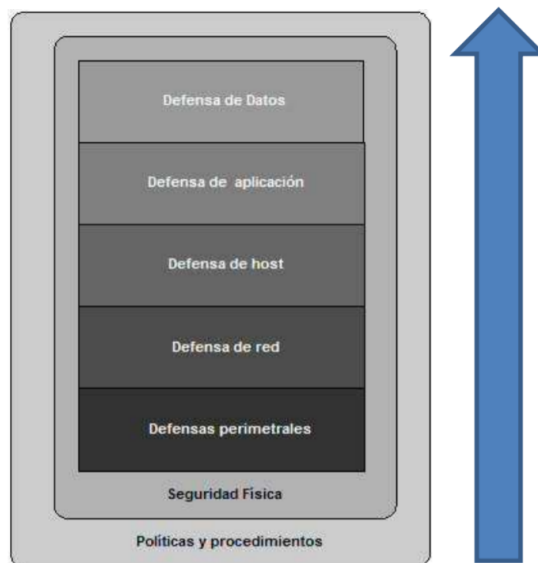 Defensa de Datos
Defensa de aplicación
Defensa de host
Defensa de red
Defensas perimetrales
Seguridad Física
Políticas y procedimientos